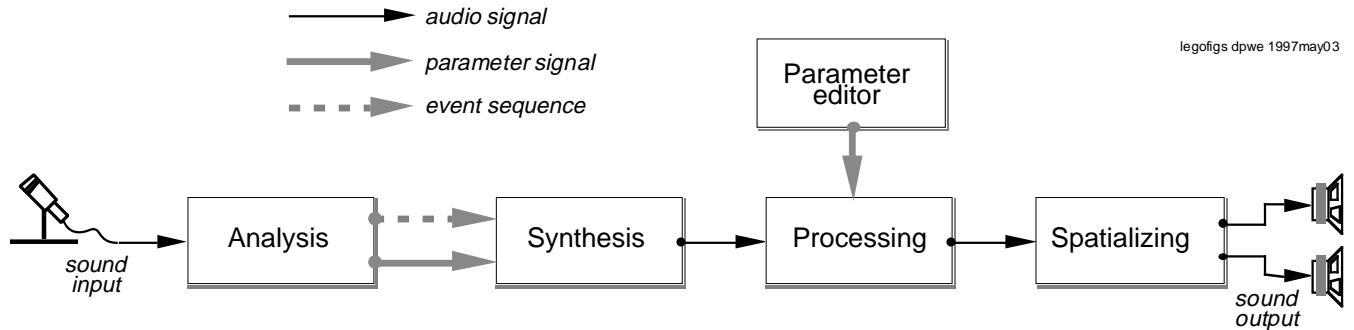 audio signal
legofigs dpwe 1997may03
parameter signal
Parameter
editor
event sequence
Analysis
Synthesis
Processing
Spatializing
sound
input
sound
output